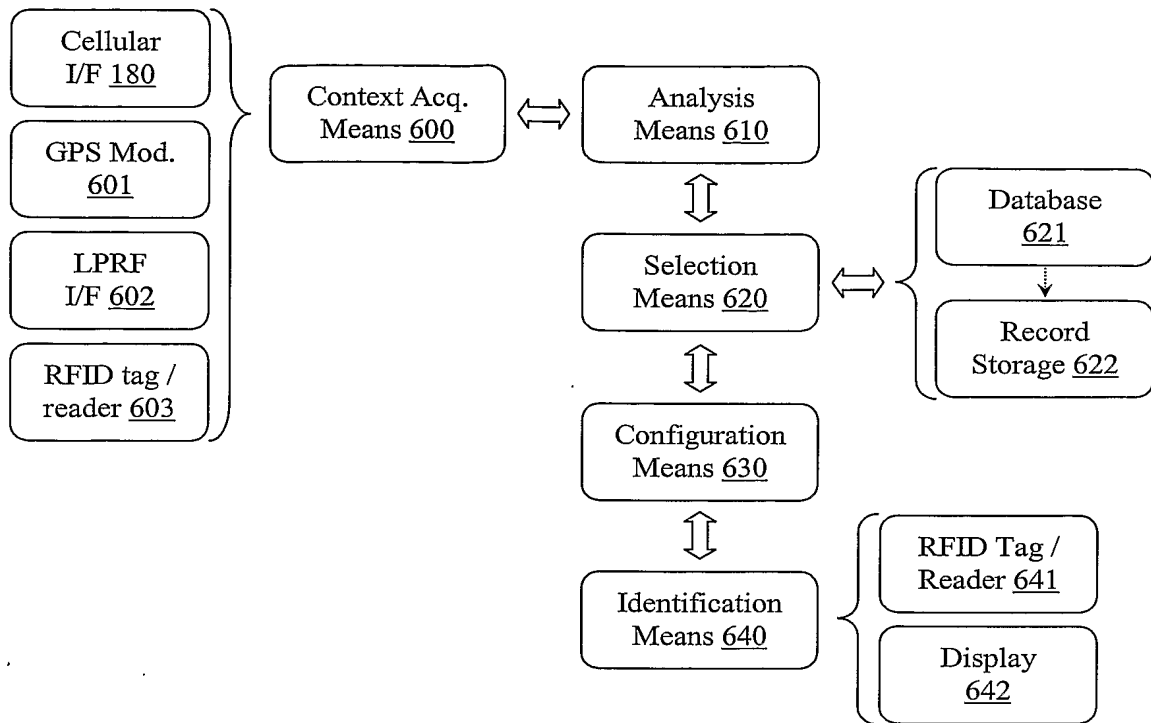 Cellular
I/F 180
GPS Mod.
601
LPRF
I/F 602
RFID tag /
reader 603
Context Acq.
Means 600
Analysis
Means 610
Selection
Means 620
Database
621
Record
Storage 622
Configuration
Means 630
Identification
Means 640
RFID Tag /
Reader 641
Display
642